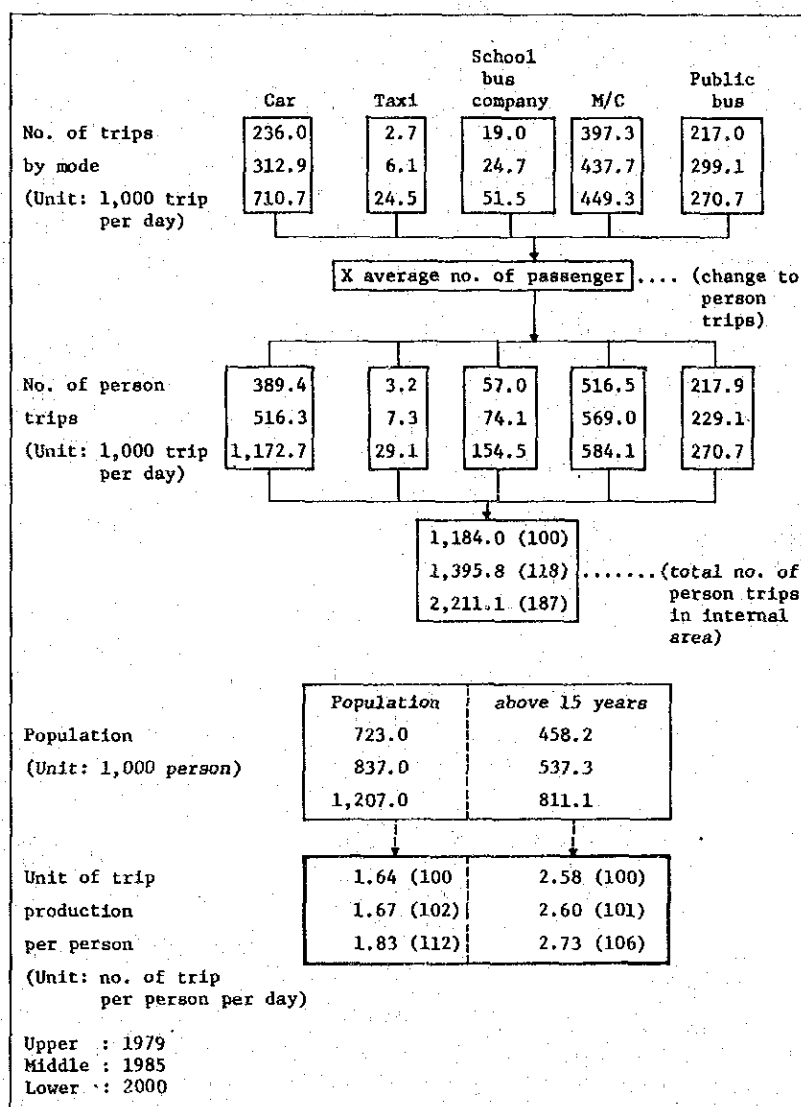 School
bus Public
Car Taxi company M/C bus
No. of trips 236.0 2.7 19.0 397.3 217.0
by mode 312.9 6.1 24.7 437.7 299.1
(Unit: 1,000 trip 710.7 24.5 51.5 449.3 270.7
per day)
X average no. of passenger .... (change to
person
trips)
No. of person 389.4 3.2 57.0 516.5 217.9
trips 516.3 7.3 74.1 569.0 229.1
(Unit: 1,000 trip 1,172.7 29.1 154.5 584.1 270.7
per day)
1,184.0 (100)
1,395.8 (118) ....... (total no. of
2,211.1 (187) person trips
in internal
area)
Population above 15 years
Population 723.0 458.2
(Unit: 1,000 person) 837.0 537.3
1,207.0 811.1
Unit of trip 1.64 (100 2.58 (100)
production 1.67 (102) 2.60 (101)
per person 1.83 (112) 2.73 (106)
(Unit: no. of trip
per person per day)
Upper : 1979
Middle : 1985
Lower : 2000